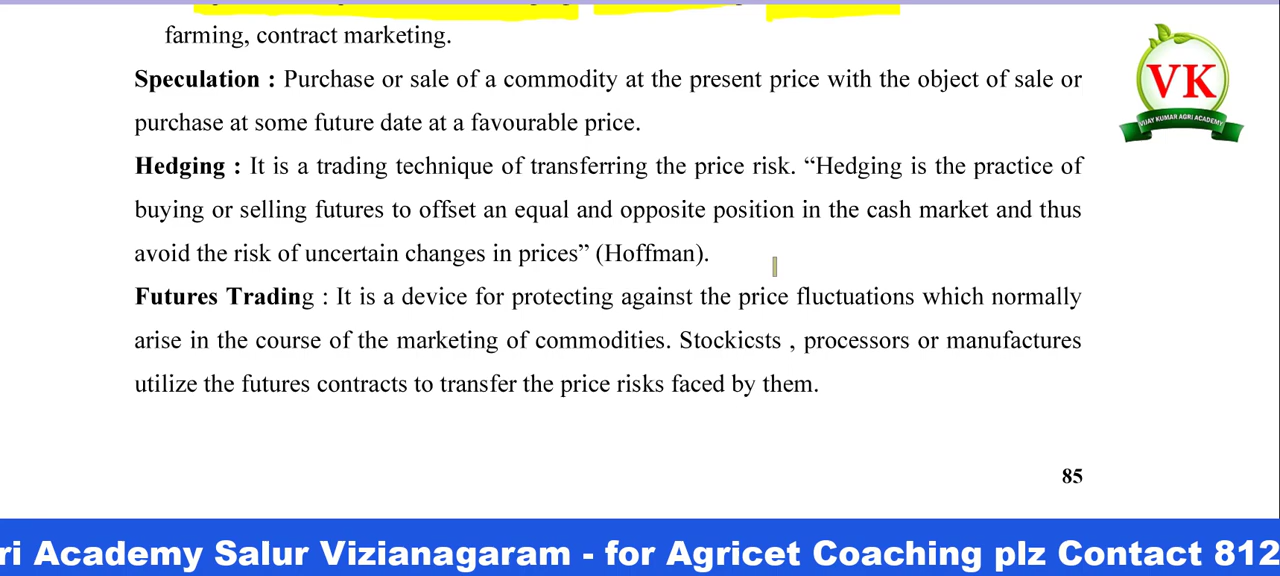 farming, contract marketing.
Speculation : Purchase or sale of a commodity at the present price with the object of sale or
purchase at some future date at a favourable price.
Hedging : It is a trading technique of transferring the price risk. “Hedging is the practice of
buying or selling futures to offset an equal and opposite position in the cash market and thus
avoid the risk of uncertain changes in prices” (Hoffman).
Futures Trading : It is a device for protecting against the price fluctuations which normally
arise in the course of the marketing of commodities. Stockicsts , processors or manufactures
utilize the futures contracts to transfer the price risks faced by them.
85
VK
VIJAY KUMAR AGRI ACADEMY
ri Academy Salur Vizianagaram - for Agricet Coaching plz Contact 812